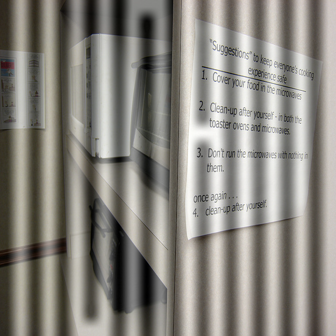 "Suggestions" to keep everyone's cooking
experience safe
1. Cover your food in the microwaves
2. Clean-up after yourself - in both the
toaster ovens and microwaves.
3. Don't run the microwaves with nothing in
them.
once again . . .
4. clean-up after yourself.